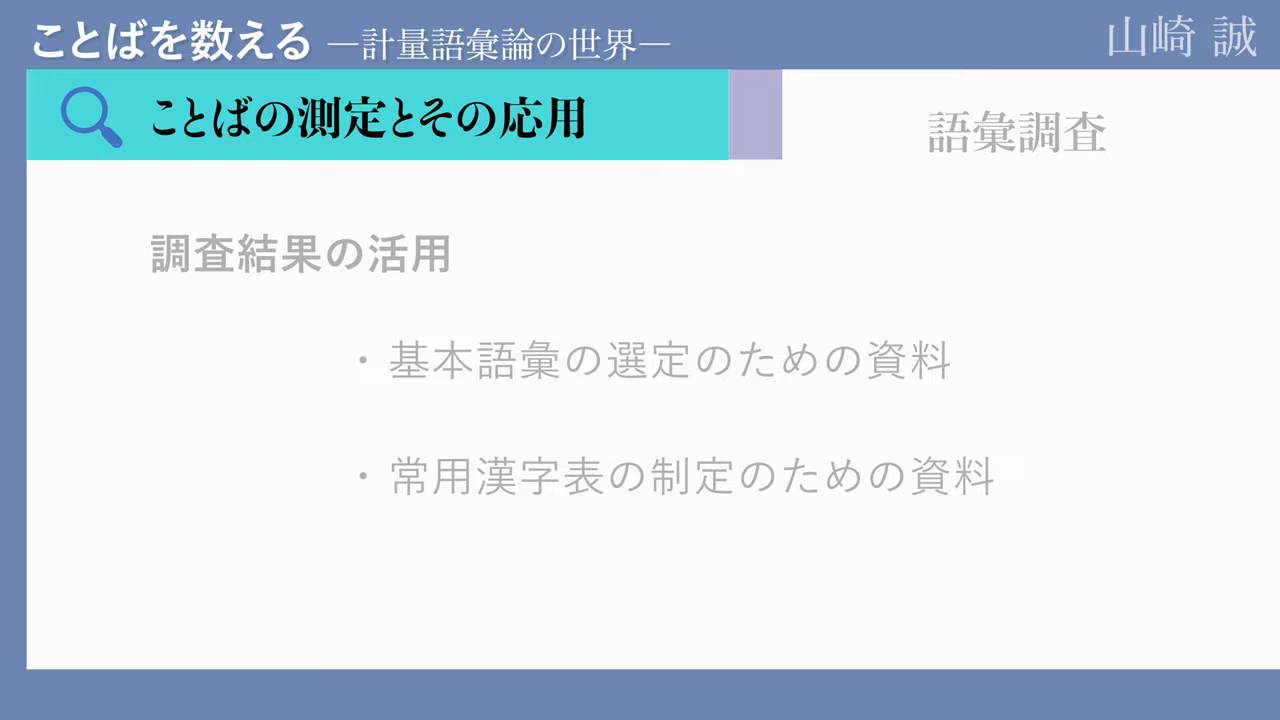 ことばを数える ―計量語彙論の世界―
山崎 誠
ことばの測定とその応用
語彙調査
調査結果の活用
・基本語彙の選定のための資料
・常用漢字表の制定のための資料